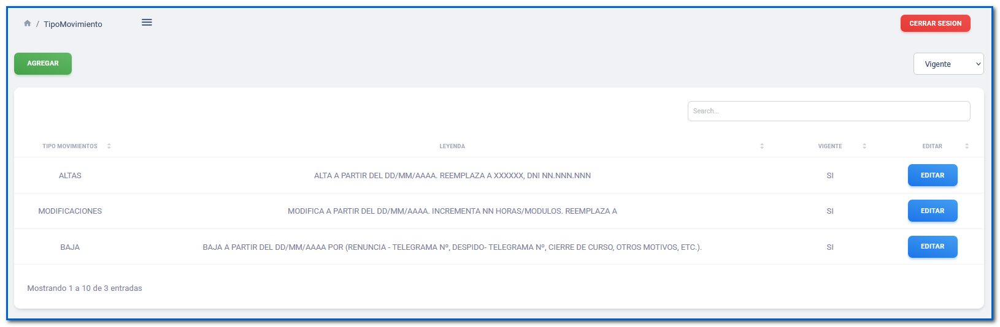 / TipoMovimiento
CERRAR SESION
AGREGAR
Vigente
Search...
TIPO MOVIMIENTOS LEYENDA VIGENTE EDITAR
ALTAS ALTA A PARTIR DEL DD/MM/AAAA. REEMPLAZA A XXXXXX, DNI NN.NNN.NNN SI EDITAR
MODIFICACIONES MODIFICA A PARTIR DEL DD/MM/AAAA. INCREMENTA NN HORAS/MODULOS. REEMPLAZA A SI EDITAR
BAJA BAJA A PARTIR DEL DD/MM/AAAA POR (RENUNCIA - TELEGRAMA Nº, DESPIDO- TELEGRAMA Nº, CIERRE DE CURSO, OTROS MOTIVOS, ETC.). SI EDITAR
Mostrando 1 a 10 de 3 entradas